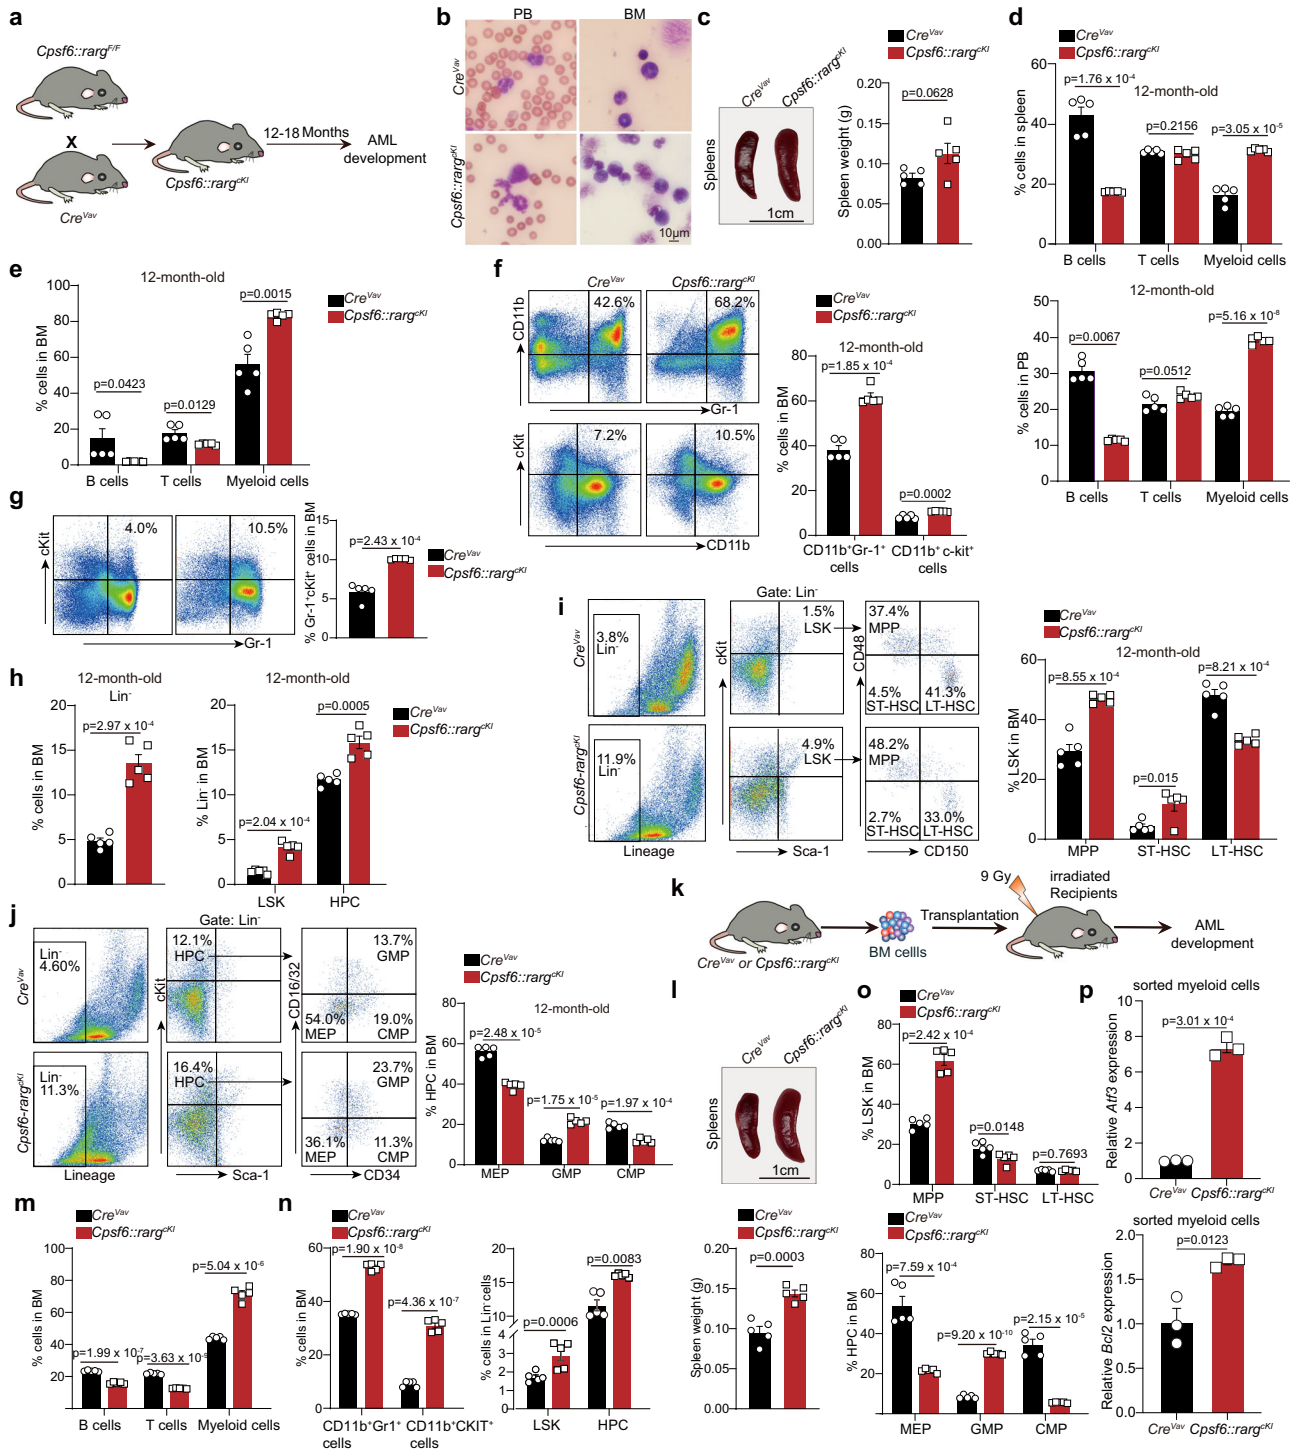 a
Cpsf6::rarg^F/F
X
Cre^Vav
Cpsf6::rarg^cKI
12-18 Months
AML
development
b
PB
BM
Cre^Vav
Cpsf6::rarg^cKI
10µm
c
Cre^Vav
Cpsf6::rarg^cKI
Spleens
1cm
Cre^Vav
Cpsf6::rarg^cKI
p=0.0628
Spleen weight (g)
0.20
0.15
0.10
0.05
0.00
d
Cre^Vav
Cpsf6::rarg^cKI
p=1.76 x 10^-4
12-month-old
p=0.2156
p=3.05 x 10^-5
% cells in spleen
60
40
20
0
B cells
T cells
Myeloid cells
12-month-old
p=5.16 x 10^-8
p=0.0067
p=0.0512
% cells in PB
50
40
30
20
10
0
B cells
T cells
Myeloid cells
e
12-month-old
p=0.0015
p=0.0423
p=0.0129
% cells in BM
100
80
60
40
20
0
B cells
T cells
Myeloid cells
Cre^Vav
Cpsf6::rarg^cKI
f
Cre^Vav
Cpsf6::rarg^cKI
42.6%
68.2%
CD11b
Gr-1
7.2%
10.5%
cKit
CD11b
Cre^Vav
Cpsf6::rarg^cKI
12-month-old
p=1.85 x 10^-4
p=0.0002
% cells in BM
80
60
40
20
0
CD11b+Gr-1+
cells
CD11b+ c-kit+
cells
g
4.0%
10.5%
cKit
Gr-1
% Gr-1+cKit+ cells in BM
15
10
5
0
p=2.43 x 10^-4
Cre^Vav
Cpsf6::rarg^cKI
h
12-month-old
Lin-
p=2.97 x 10^-4
% cells in BM
15
10
5
0
12-month-old
p=0.0005
p=2.04 x 10^-4
% Lin- cells in BM
20
15
10
5
0
LSK
HPC
Cre^Vav
Cpsf6::rarg^cKI
i
Gate: Lin-
Cre^Vav
3.8%
Lin-
1.5%
LSK
37.4%
MPP
4.5%
ST-HSC
41.3%
LT-HSC
cKit
CD48
Cpsf6-rarg^cKI
11.9%
Lin-
4.9%
LSK
48.2%
MPP
2.7%
ST-HSC
33.0%
LT-HSC
Lineage
Sca-1
CD150
Cre^Vav
Cpsf6::rarg^cKI
12-month-old
p=8.55 x 10^-4
p=8.21 x 10^-4
p=0.015
% LSK in BM
60
40
20
0
MPP
ST-HSC
LT-HSC
j
Gate: Lin-
Cre^Vav
Lin-
4.60%
12.1%
HPC
13.7%
GMP
54.0%
MEP
19.0%
CMP
cKit
CD16/32
Cpsf6-rarg^cKI
Lin-
11.3%
16.4%
HPC
23.7%
GMP
36.1%
MEP
11.3%
CMP
Lineage
Sca-1
CD34
Cre^Vav
Cpsf6::rarg^cKI
12-month-old
p=2.48 x 10^-5
p=1.75 x 10^-5
p=1.97 x 10^-4
% HPC in BM
80
60
40
20
0
MEP
GMP
CMP
k
Cre^Vav or Cpsf6::rarg^cKI
BM cellls
Transplantation
9 Gy
irradiated
Recipients
AML
development
l
Cre^Vav
Cpsf6::rarg^cKI
Spleens
1cm
Cre^Vav
Cpsf6::rarg^cKI
p=0.0003
Spleen weight (g)
0.20
0.15
0.10
0.05
0.00
m
Cre^Vav
Cpsf6::rarg^cKI
p=5.04 x 10^-6
p=1.99 x 10^-7
p=3.63 x 10^-9
% cells in BM
100
80
60
40
20
B cells
T cells
Myeloid cells
n
Cre^Vav
Cpsf6::rarg^cKI
p=1.90 x 10^-8
p=4.36 x 10^-7
% cells in BM
60
40
20
0
CD11b+Gr1+
cells
CD11b+CKIT+
cells
p=0.0083
p=0.0006
% cells in Lin- cells
20
15
10
4
3
2
1
0
LSK
HPC
o
Cre^Vav
Cpsf6::rarg^cKI
p=2.42 x 10^-4
p=0.0148
p=0.7693
% LSK in BM
80
60
40
20
0
MPP
ST-HSC
LT-HSC
Cre^Vav
Cpsf6::rarg^cKI
p=7.59 x 10^-4
p=9.20 x 10^-10
p=2.15 x 10^-5
% HPC in BM
80
60
40
20
0
MEP
GMP
CMP
p
sorted myeloid cells
p=3.01 x 10^-4
Relative Atf3 expression
10
8
6
4
2
0
Cre^Vav
Cpsf6::rarg^cKI
sorted myeloid cells
p=0.0123
Relative Bcl2 expression
2.0
1.5
1.0
0.5
0.0
Cre^Vav
Cpsf6::rarg^cKI